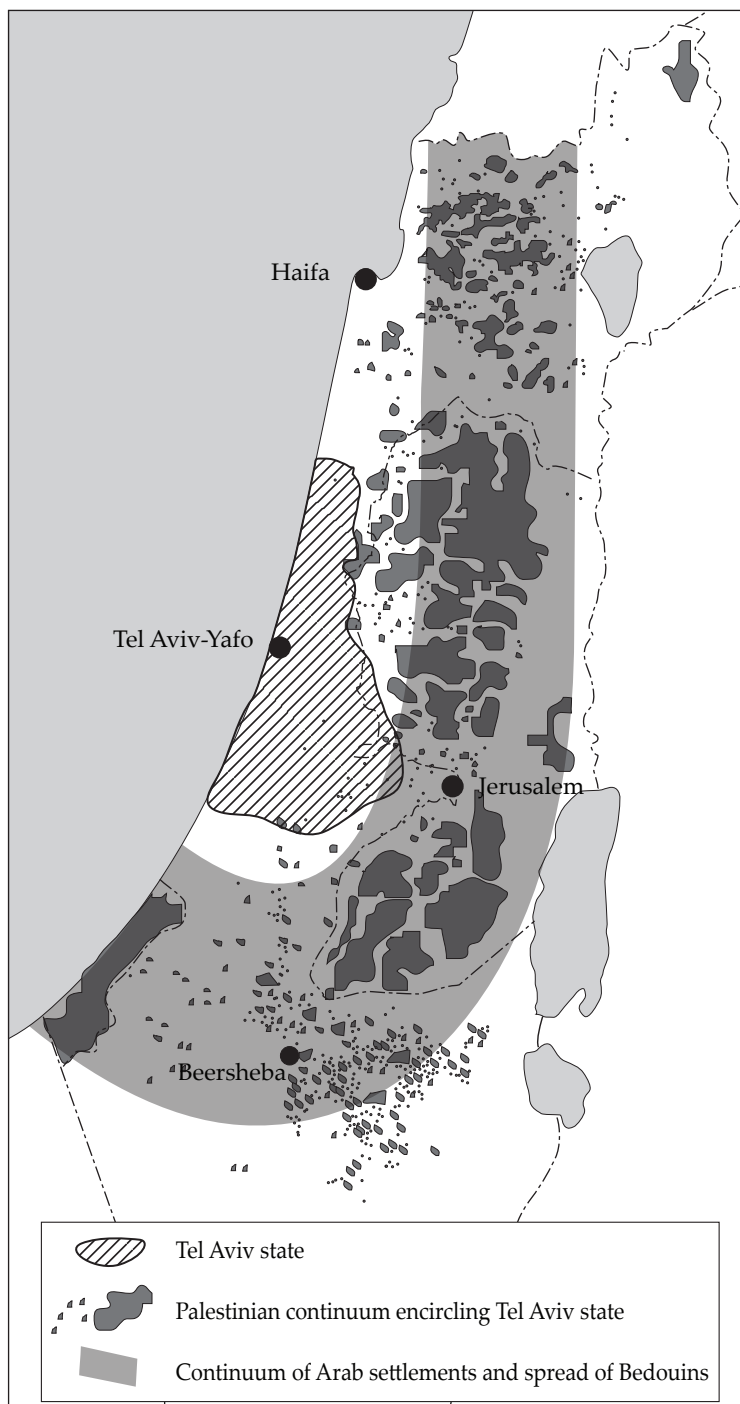 Haifa
Tel Aviv-Yafo
Jerusalem
Beersheba
Tel Aviv state
Palestinian continuum encircling Tel Aviv state
Continuum of Arab settlements and spread of Bedouins